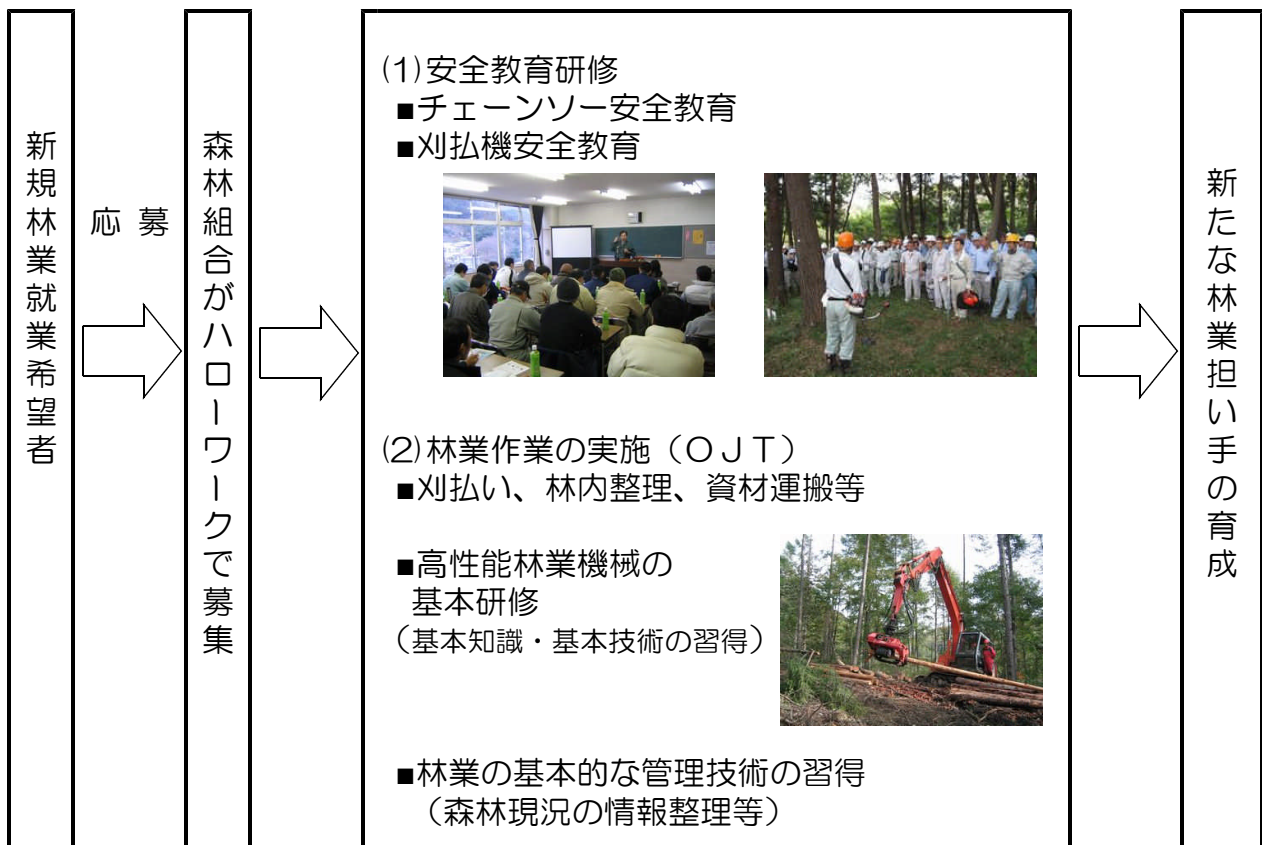 新規林業就業希望者
応募
森林組合がハローワークで募集
⑴安全教育研修
■チェーンソー安全教育
■刈払機安全教育
⑵林業作業の実施（ＯＪＴ）
■刈払い、林内整理、資材運搬等
■高性能林業機械の
基本研修
（基本知識・基本技術の習得）
■林業の基本的な管理技術の習得
（森林現況の情報整理等）
新たな林業担い手の育成